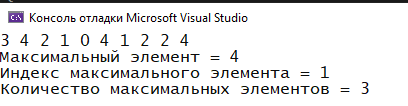 C:\ Консоль отладки Microsoft Visual Studio
3 4 2 1 0 4 1 2 2 4
Максимальный элемент = 4
Индекс максимального элемента = 1
Количество максимальных элементов = 3